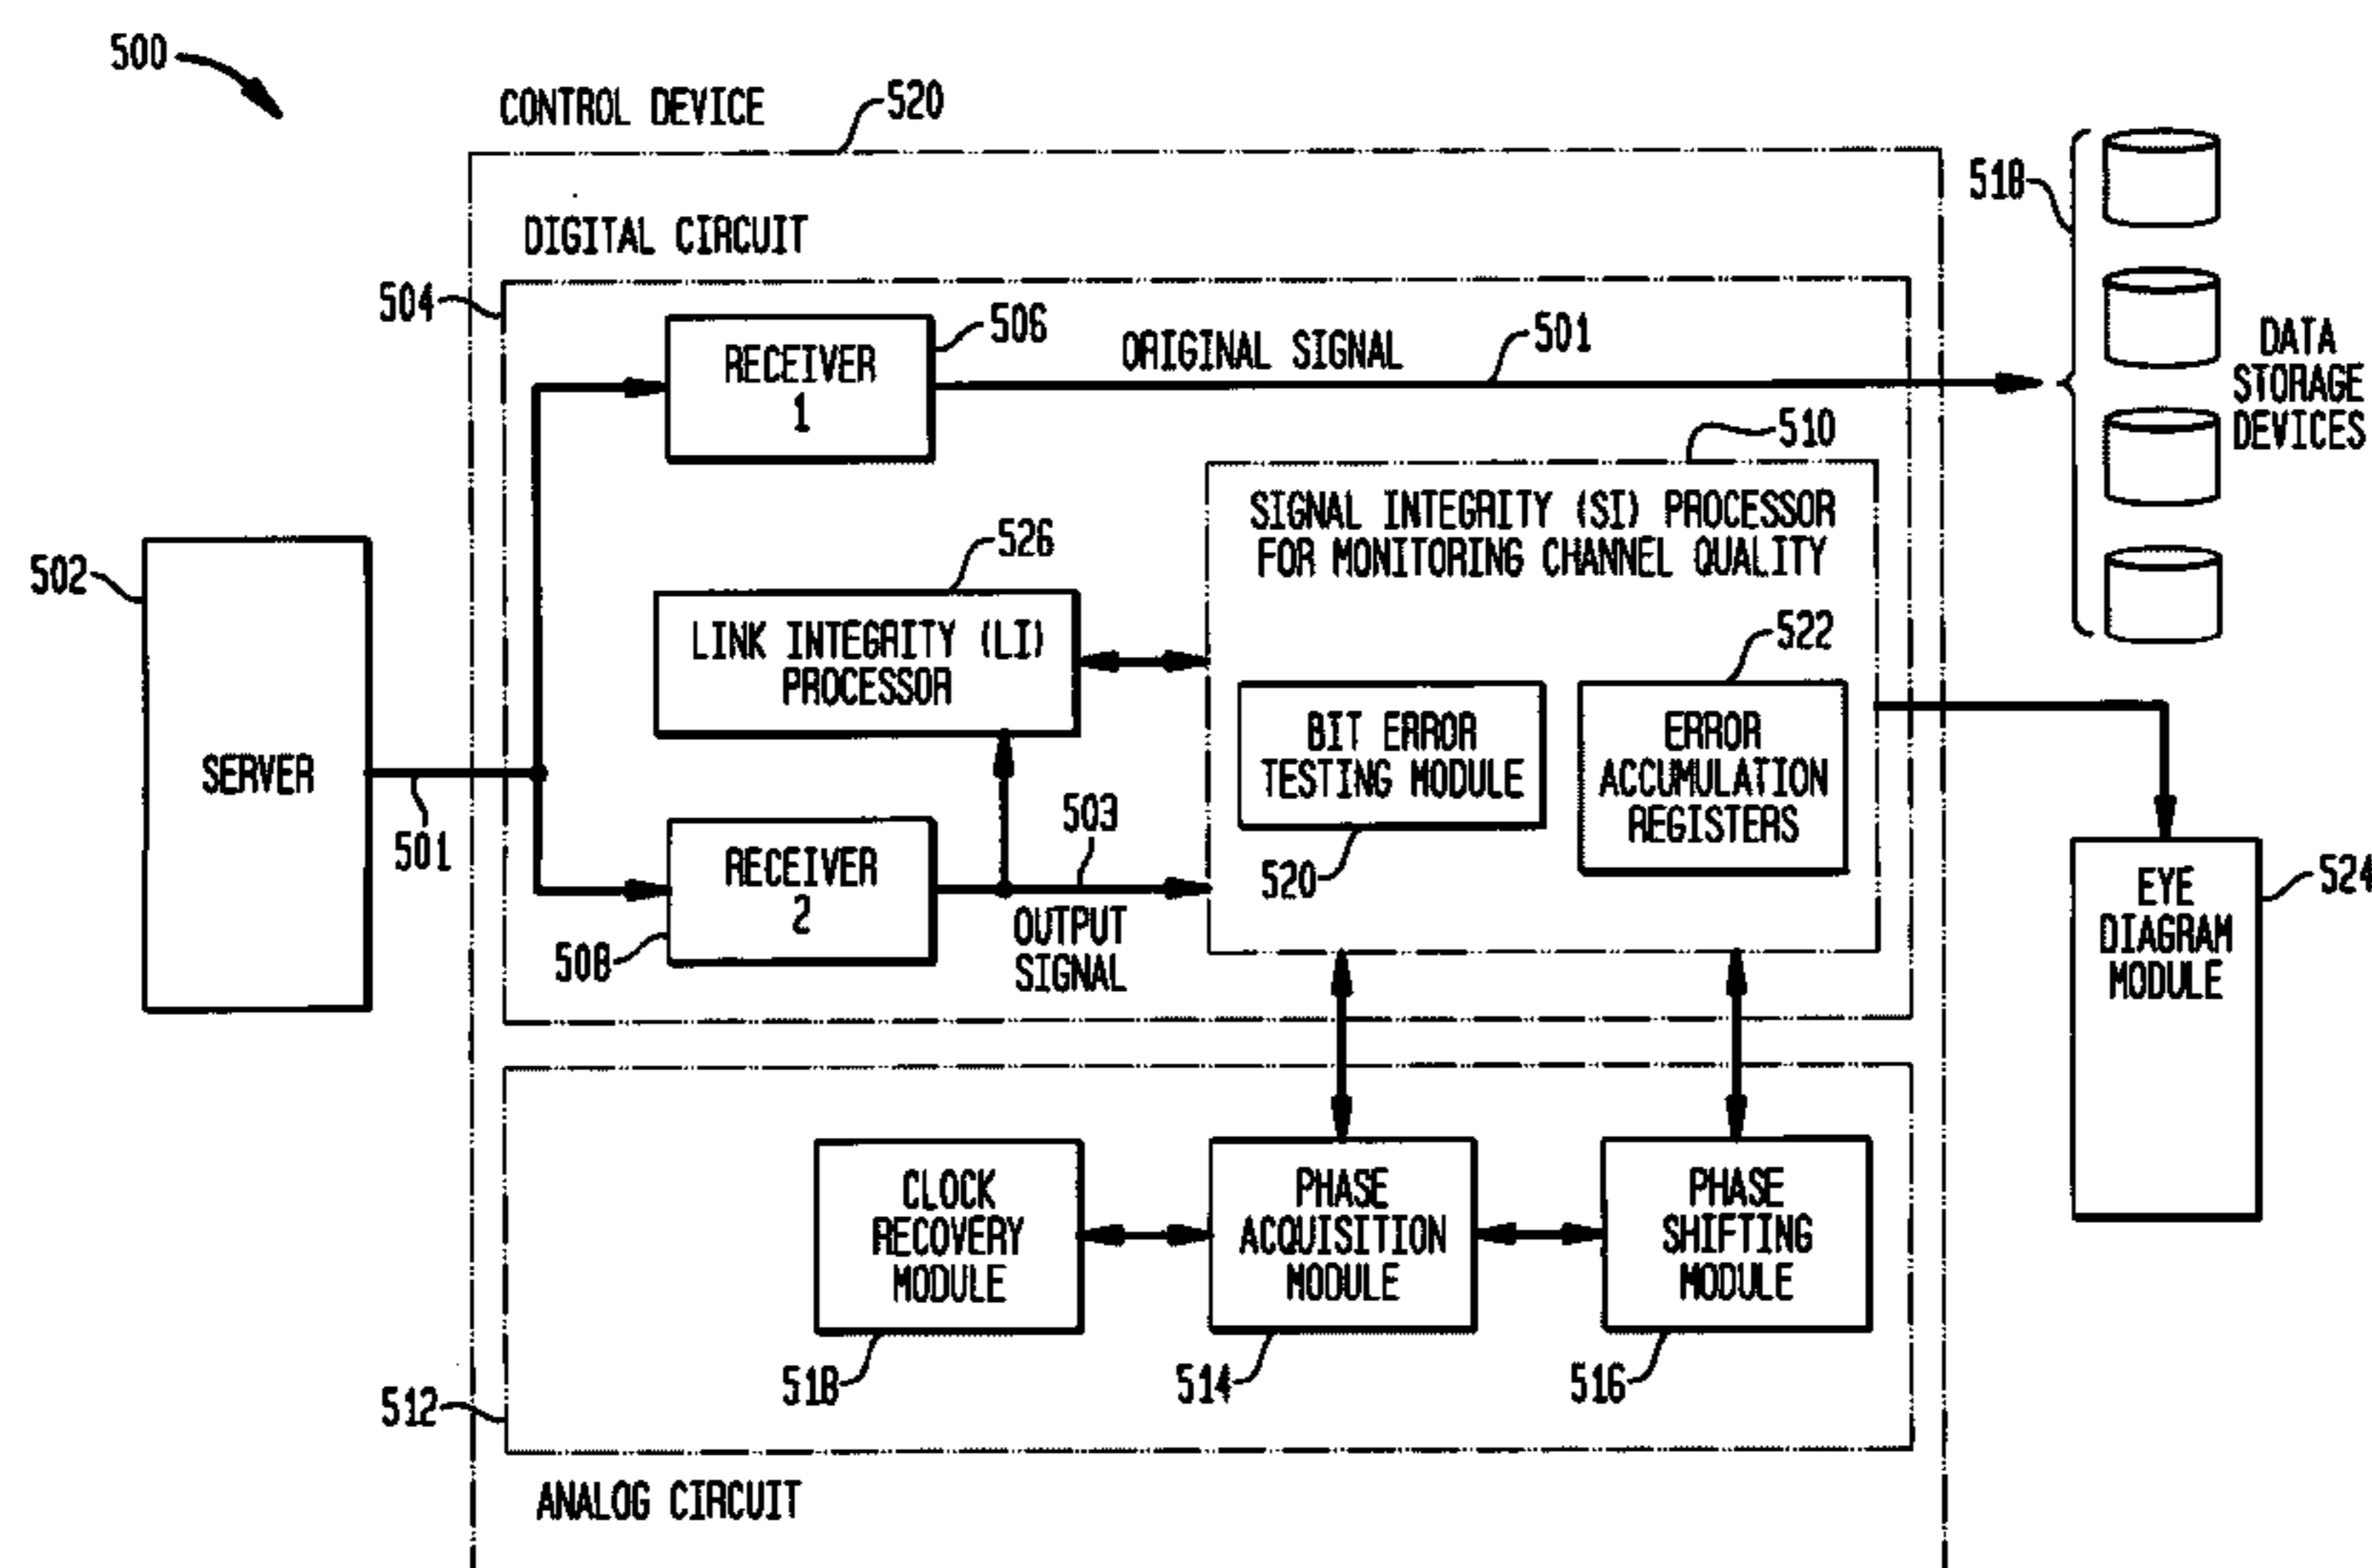 500
CONTROL DEVICE
520
518
DIGITAL CIRCUIT
504
RECEIVER
1
506
ORIGINAL SIGNAL
501
DATA
STORAGE
DEVICES
510
SIGNAL INTEGRITY (SI) PROCESSOR
FOR MONITORING CHANNEL QUALITY
502
SERVER
501
526
LINK INTEGRITY (LI)
PROCESSOR
522
BIT ERROR
TESTING MODULE
520
ERROR
ACCUMULATION
REGISTERS
RECEIVER
2
508
503
OUTPUT
SIGNAL
EYE
DIAGRAM
MODULE
524
CLOCK
RECOVERY
MODULE
518
PHASE
ACQUISITION
MODULE
514
PHASE
SHIFTING
MODULE
516
512
ANALOG CIRCUIT